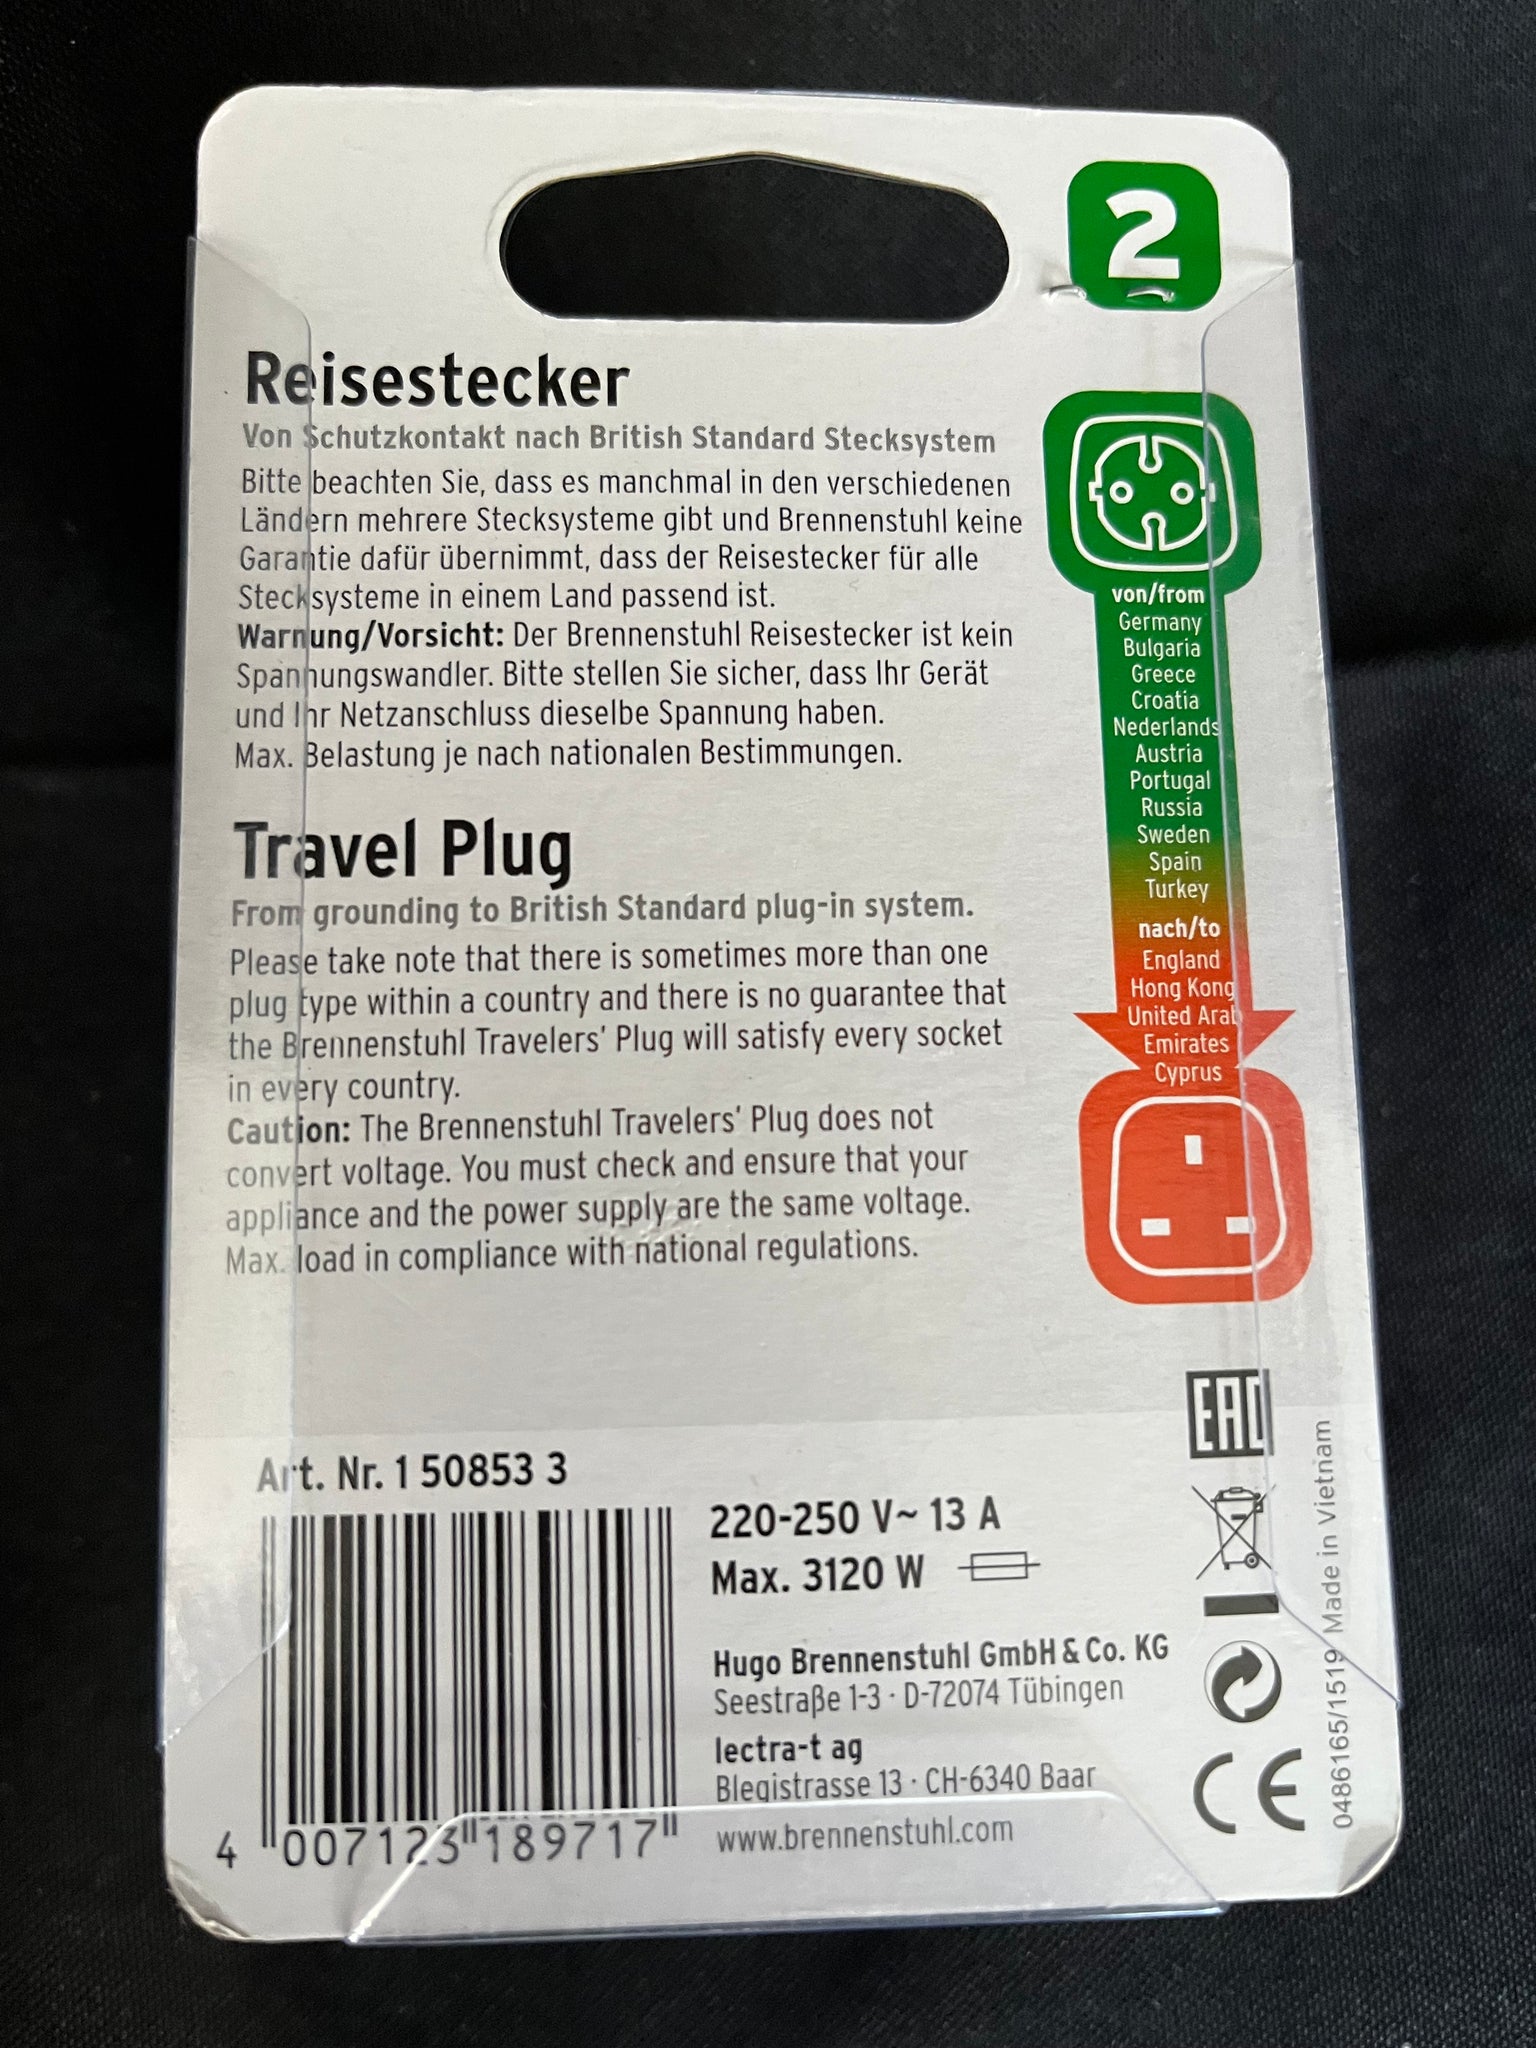 2
Reisestecker
Von Schutzkontakt nach British Standard Stecksystem
Bitte beachten Sie, dass es manchmal in den verschiedenen
Ländern mehrere Stecksysteme gibt und Brennenstuhl keine
Garantie dafür übernimmt, dass der Reisestecker für alle
Stecksysteme in einem Land passend ist.
Warnung/Vorsicht: Der Brennenstuhl Reisestecker ist kein
Spannungswandler. Bitte stellen Sie sicher, dass Ihr Gerät
und Ihr Netzanschluss dieselbe Spannung haben.
Max. Belastung je nach nationalen Bestimmungen.
Travel Plug
From grounding to British Standard plug-in system.
Please take note that there is sometimes more than one
plug type within a country and there is no guarantee that
the Brennenstuhl Travelers' Plug will satisfy every socket
in every country.
Caution: The Brennenstuhl Travelers' Plug does not
convert voltage. You must check and ensure that your
appliance and the power supply are the same voltage.
Max. load in compliance with national regulations.
von/from
Germany
Bulgaria
Greece
Croatia
Nederlands
Austria
Portugal
Russia
Sweden
Spain
Turkey
nach/to
England
Hong Kong
United Arab
Emirates
Cyprus
Art. Nr. 1 50853 3
4 007123 189717
220-250 V~ 13 A
Max. 3120 W
Hugo Brennenstuhl GmbH & Co. KG
Seestraße 1-3 · D-72074 Tübingen
lectra-t ag
Blegistrasse 13 · CH-6340 Baar
www.brennenstuhl.com
EAC
CE
0486165/1519 Made in Vietnam